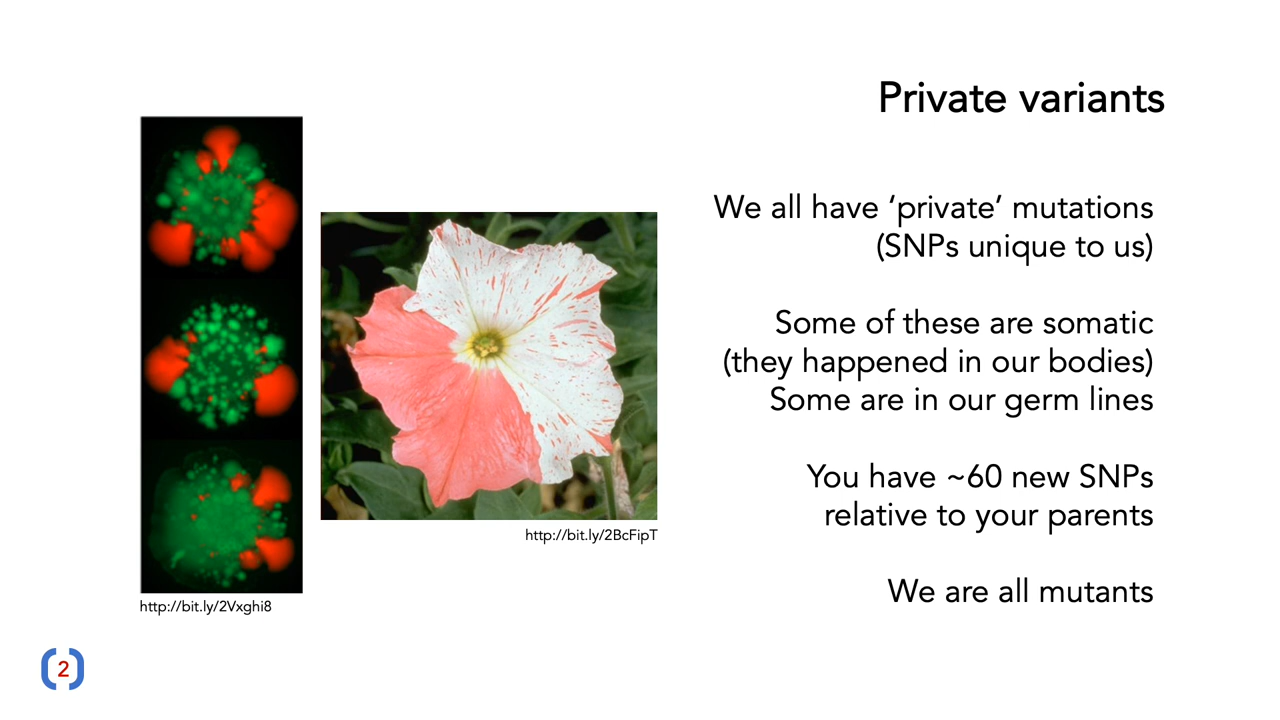 Private variants
We all have ‘private’ mutations
(SNPs unique to us)
Some of these are somatic
(they happened in our bodies)
Some are in our germ lines
You have ~60 new SNPs
relative to your parents
We are all mutants
http://bit.ly/2BcFipT
http://bit.ly/2Vxghi8
2